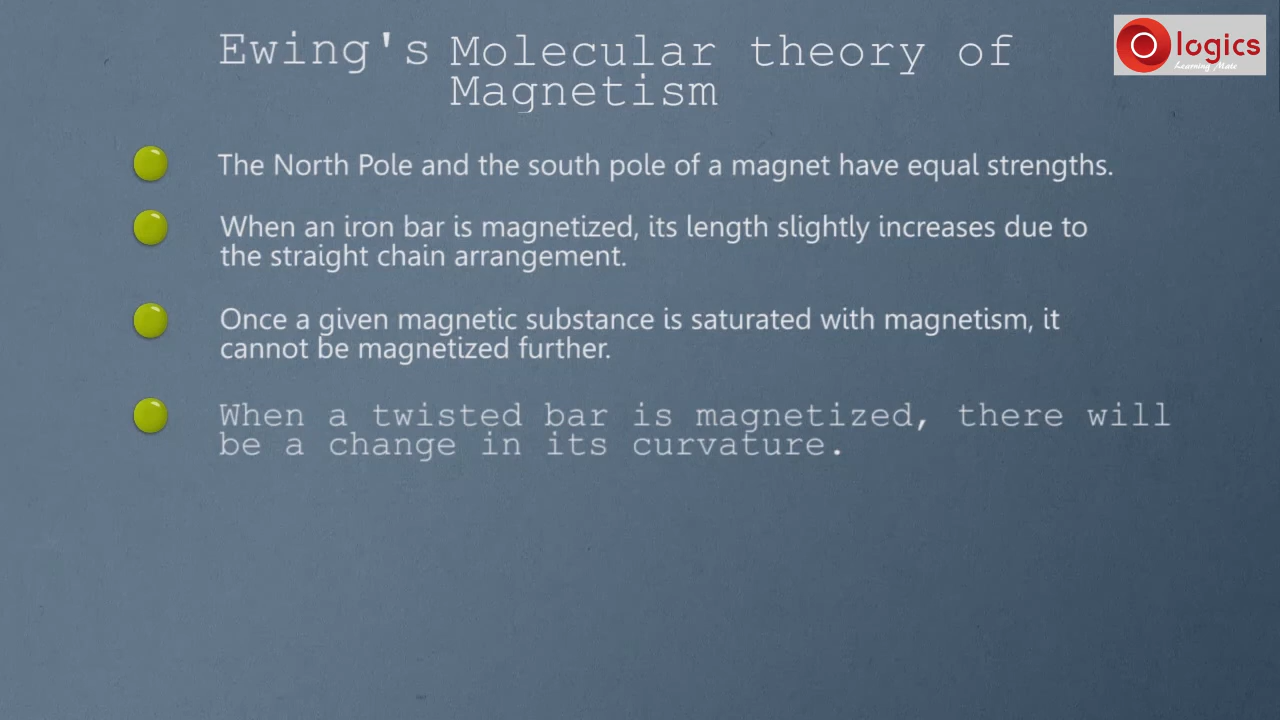 Ewing's Molecular theory of
Magnetism
logics
Learning Mate
The North Pole and the south pole of a magnet have equal strengths.
When an iron bar is magnetized, its length slightly increases due to
the straight chain arrangement.
Once a given magnetic substance is saturated with magnetism, it
cannot be magnetized further.
When a twisted bar is magnetized, there will
be a change in its curvature.